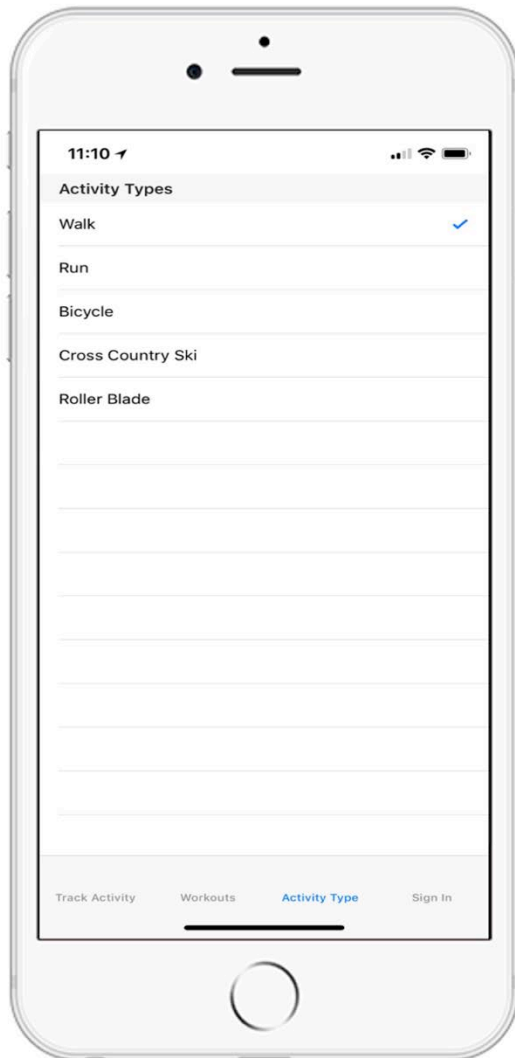 11:10
Activity Types
Walk
Run
Bicycle
Cross Country Ski
Roller Blade
Track Activity Workouts Activity Type Sign In